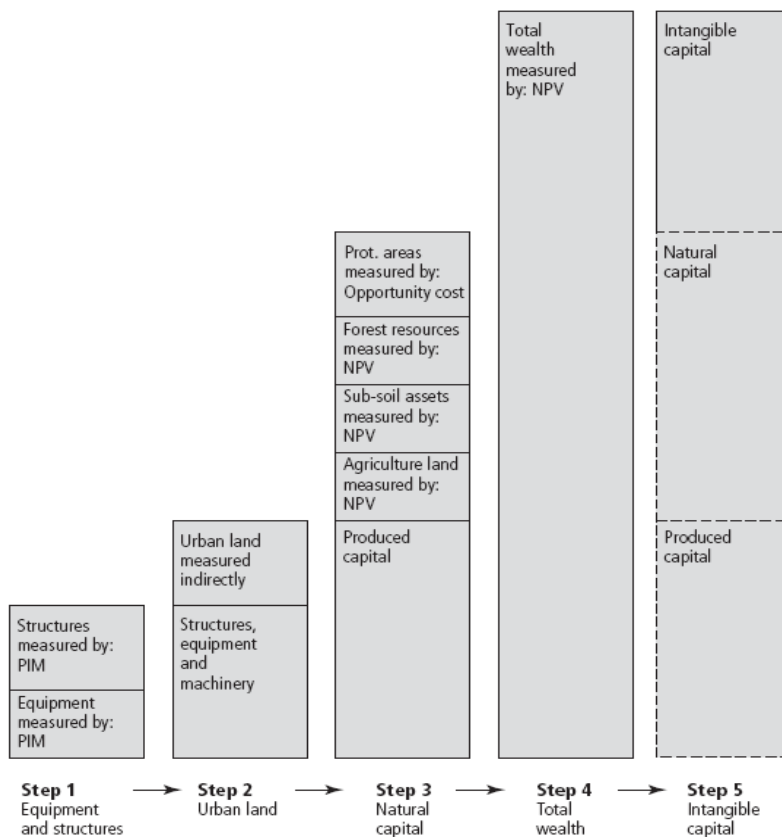 Total
wealth
measured
by: NPV
Intangible
capital
Prot. areas
measured by:
Opportunity cost
Natural
capital
Forest resources
measured by:
NPV
Sub-soil assets
measured by:
NPV
Agriculture land
measured by:
NPV
Urban land
measured
indirectly
Produced
capital
Produced
capital
Structures
measured by:
PIM
Structures,
equipment
and
machinery
Equipment
measured by:
PIM
Step 1
Equipment
and structures
Step 2
Urban land
Step 3
Natural
capital
Step 4
Total
wealth
Step 5
Intangible
capital